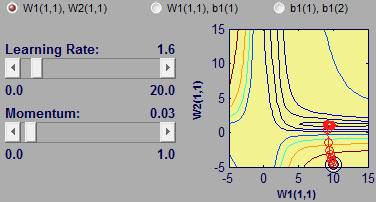 W1(1,1), W2(1,1) W1(1,1), b1(1) b1(1), b1(2)
Learning Rate: 1.6
0.0 20.0
Momentum: 0.03
0.0 1.0
15
10
5
0
-5
-5 0 5 10 15
W2(1,1)
W1(1,1)